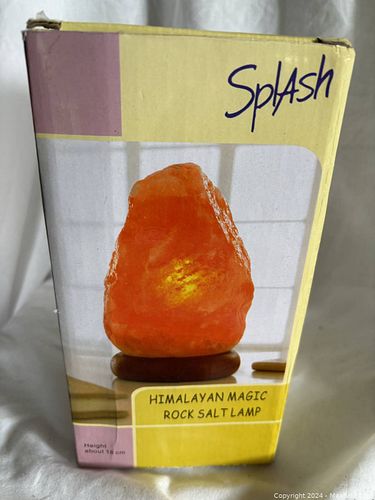 SplAsh
HIMALAYAN MAGIC
ROCK SALT LAMP
Height
about 18 cm
Copyright 2024 -